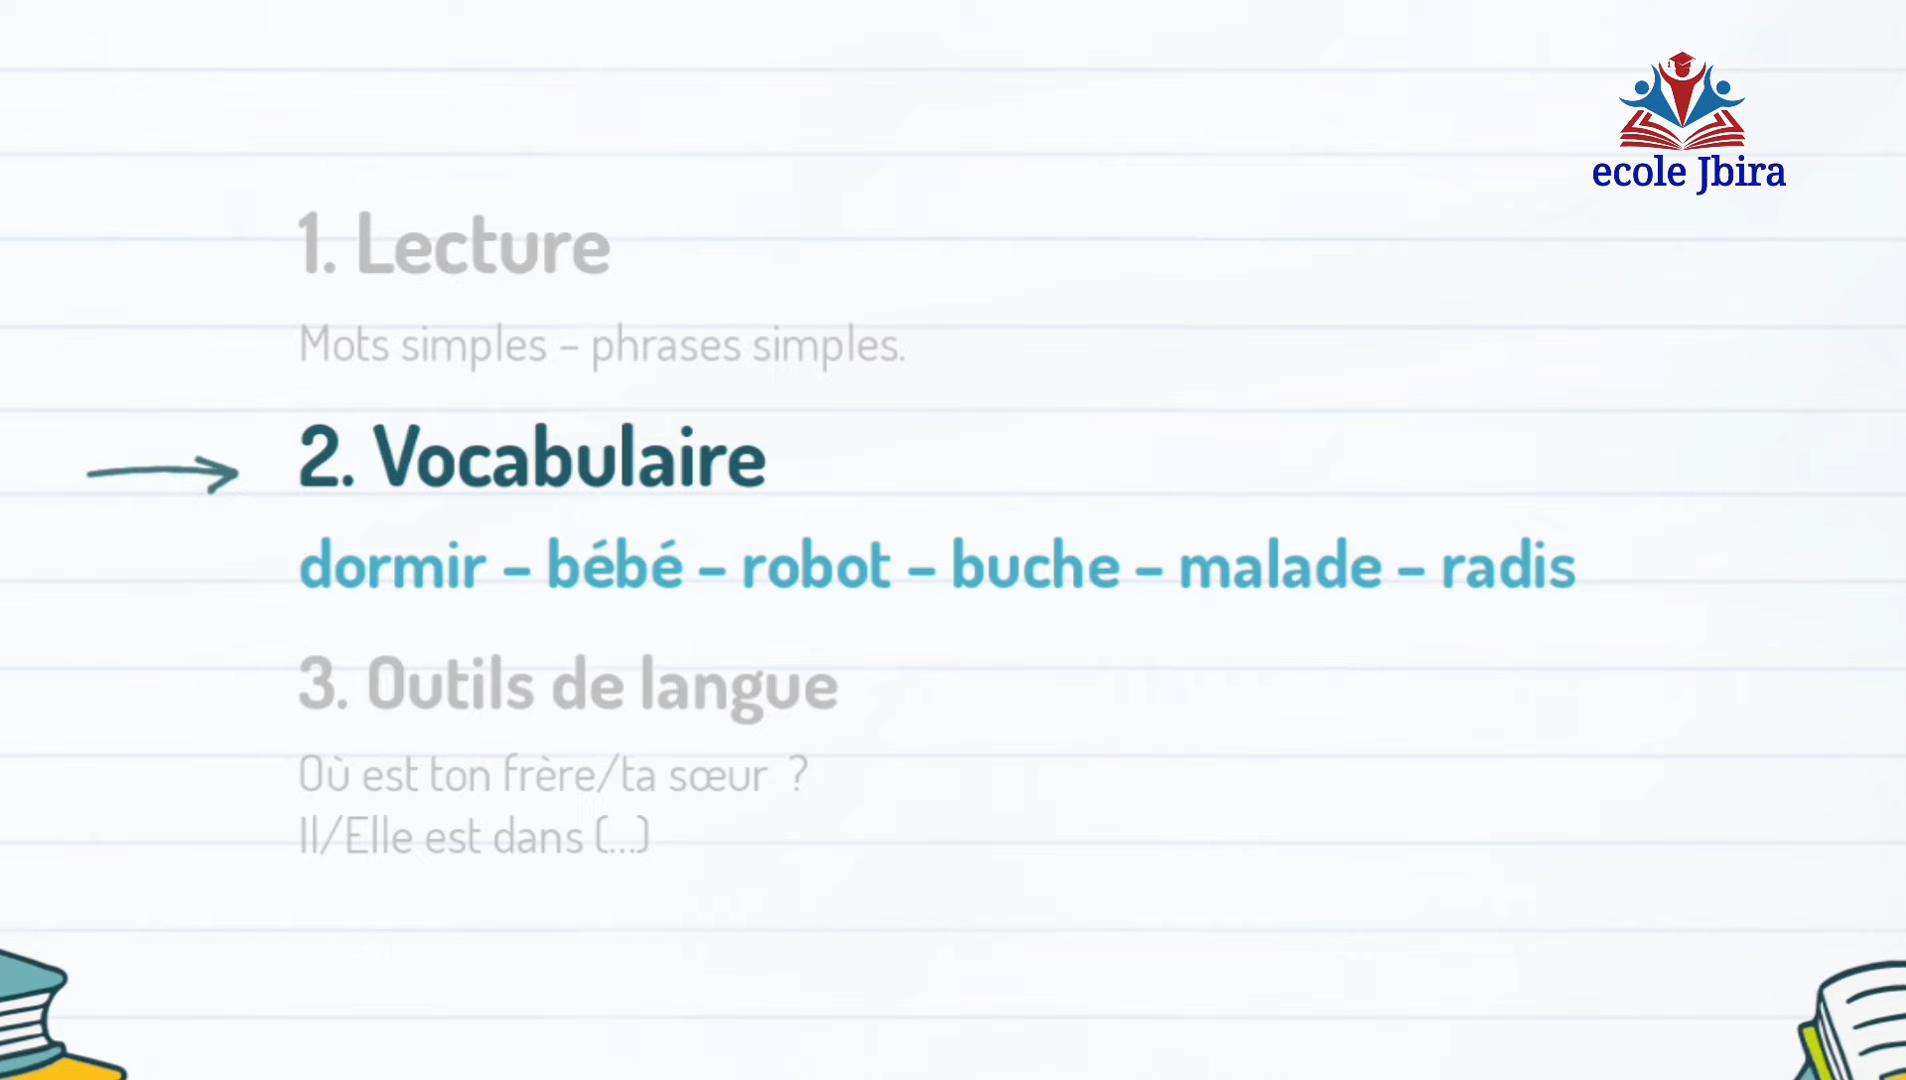 ecole Jbira
1. Lecture
Mots simples – phrases simples.
2. Vocabulaire
dormir – bébé – robot – buche – malade – radis
3. Outils de langue
Où est ton frère/ta sœur ?
Il/Elle est dans (...)